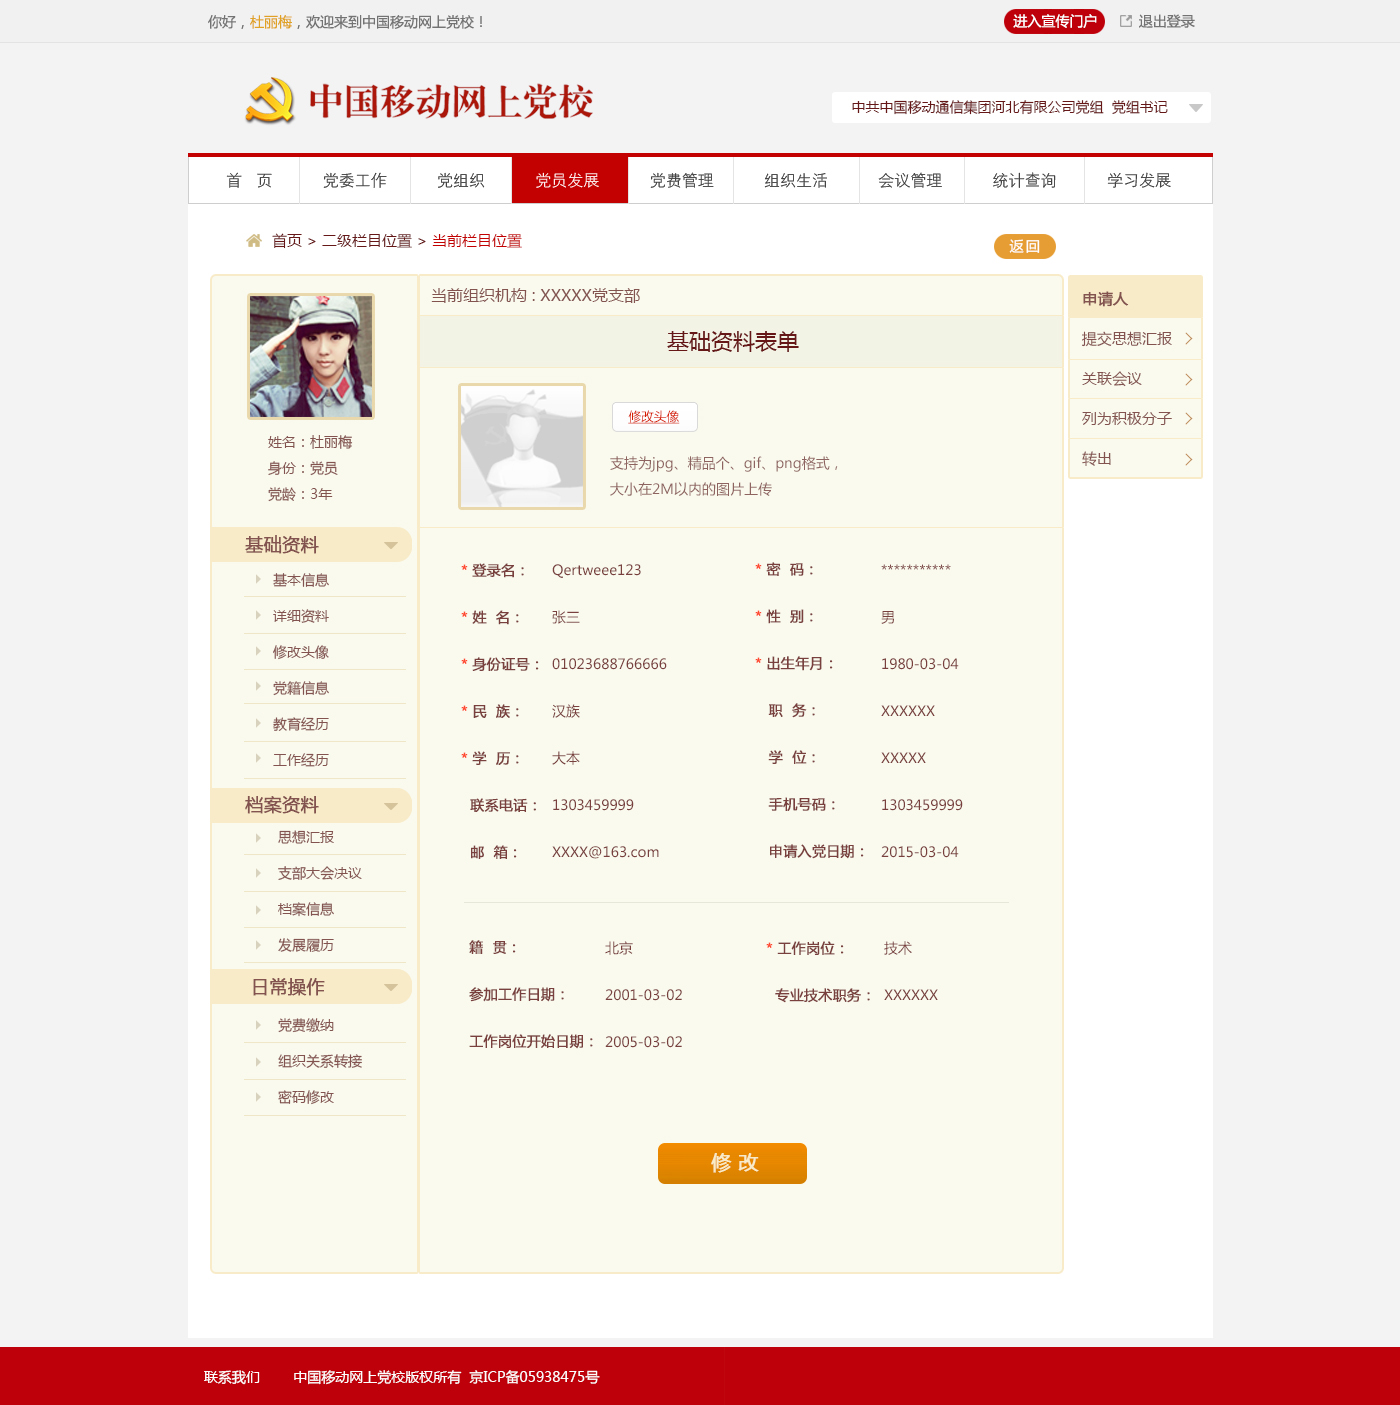 你好，杜丽梅，欢迎来到中国移动网上党校！
进入宣传门户 退出登录
中国移动网上党校
中共中国移动通信集团河北有限公司党组 党组书记
首 页 党委工作 党组织 党员发展 党费管理 组织生活 会议管理 统计查询 学习发展
首页 > 二级栏目位置 > 当前栏目位置
返回
姓名：杜丽梅
身份：党员
党龄：3年
基础资料
基本信息
详细资料
修改头像
党籍信息
教育经历
工作经历
档案资料
思想汇报
支部大会决议
档案信息
发展履历
日常操作
党费缴纳
组织关系转接
密码修改
当前组织机构：XXXXX党支部
基础资料表单
修改头像
支持为jpg、精品个、gif、png格式，
大小在2M以内的图片上传
* 登录名： Qertweee123 * 密 码： ***********
* 姓 名： 张三 * 性 别： 男
* 身份证号： 01023688766666 * 出生年月： 1980-03-04
* 民 族： 汉族 职 务： XXXXXX
* 学 历： 大本 学 位： XXXXX
联系电话： 1303459999 手机号码： 1303459999
邮 箱： XXXX@163.com 申请入党日期： 2015-03-04
籍 贯： 北京 * 工作岗位： 技术
参加工作日期： 2001-03-02 专业技术职务： XXXXXX
工作岗位开始日期： 2005-03-02
修 改
申请人
提交思想汇报
关联会议
列为积极分子
转出
联系我们 中国移动网上党校版权所有 京ICP备05938475号